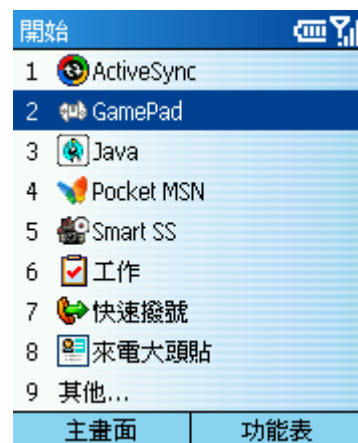 開始
1 ActiveSync
2 GamePad
3 Java
4 Pocket MSN
5 Smart SS
6 工作
7 快速撥號
8 來電大頭貼
9 其他...
主畫面 功能表